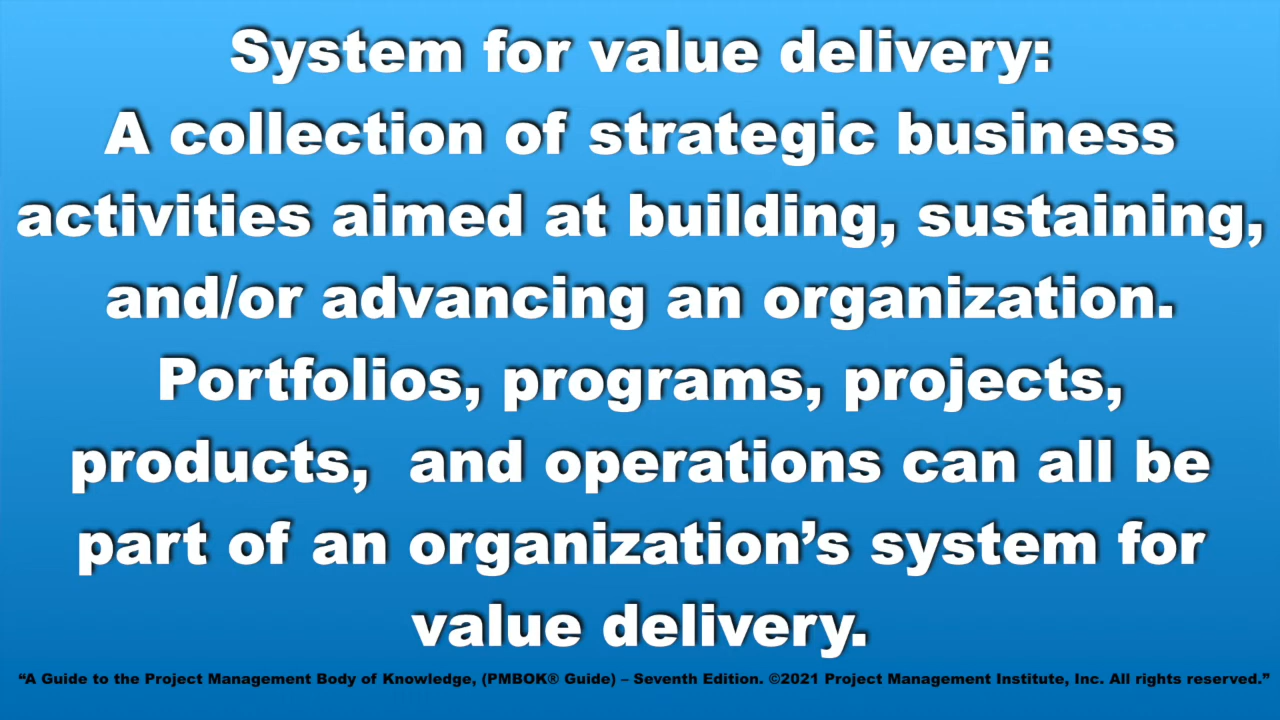 System for value delivery:
A collection of strategic business
activities aimed at building, sustaining,
and/or advancing an organization.
Portfolios, programs, projects,
products,  and operations can all be
part of an organization’s system for
value delivery.
“A Guide to the Project Management Body of Knowledge, (PMBOK® Guide) – Seventh Edition. ©2021 Project Management Institute, Inc. All rights reserved.”